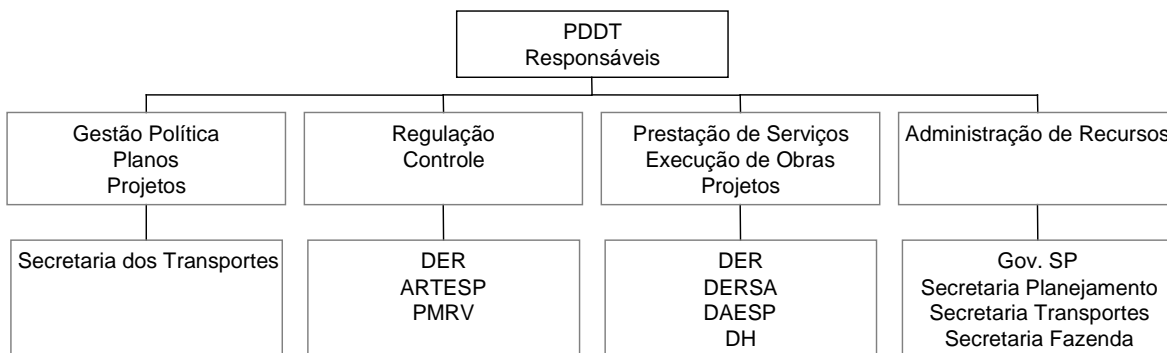 PDDT
Responsáveis
Gestão Política
Planos
Projetos
Regulação
Controle
Prestação de Serviços
Execução de Obras
Projetos
Administração de Recursos
Secretaria dos Transportes
DER
ARTESP
PMRV
DER
DERSA
DAESP
DH
Gov. SP
Secretaria Planejamento
Secretaria Transportes
Secretaria Fazenda